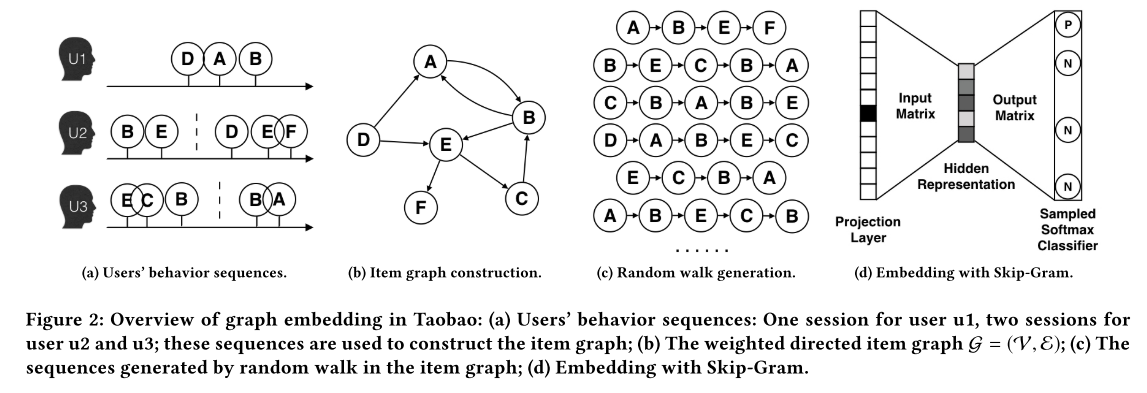 U1 D A B
U2 B E D E F
U3 E C B B A
(a) Users' behavior sequences.
A
B
D
E
C
F
(b) Item graph construction.
A B E F
B E C B A
C B A B E
D A B E C
E C B A
A B E C B
. . . . . .
(c) Random walk generation.
P
N
N
N
Input
Matrix
Output
Matrix
Hidden
Representation
Projection
Layer
Sampled
Softmax
Classifier
(d) Embedding with Skip-Gram.
Figure 2: Overview of graph embedding in Taobao: (a) Users' behavior sequences: One session for user u1, two sessions for
user u2 and u3; these sequences are used to construct the item graph; (b) The weighted directed item graph 𝒢 = (𝒱, ℰ); (c) The
sequences generated by random walk in the item graph; (d) Embedding with Skip-Gram.